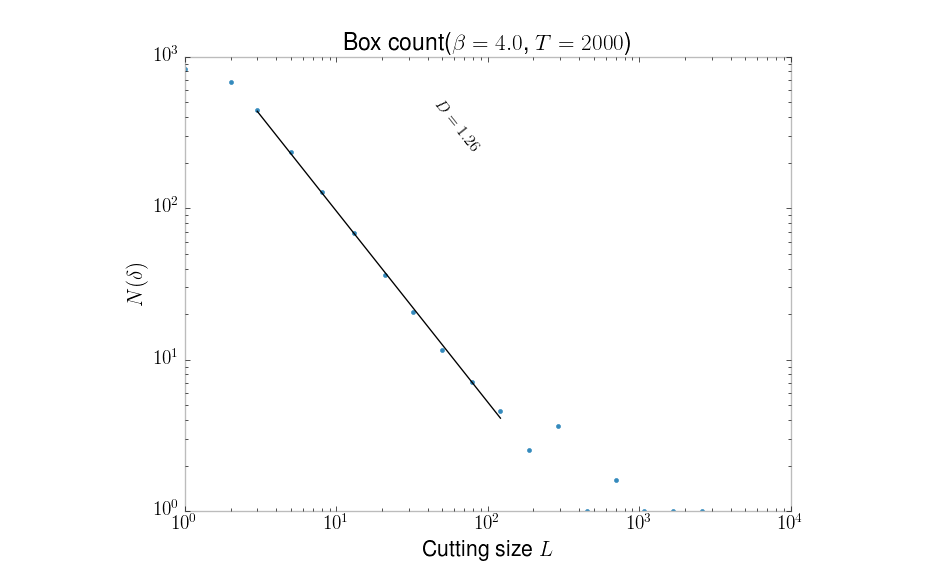 Box count(β = 4.0, T = 2000)
10³
D = 1.26
10²
N(δ)
10¹
10⁰
10⁰ 10¹ 10² 10³ 10⁴
Cutting size L